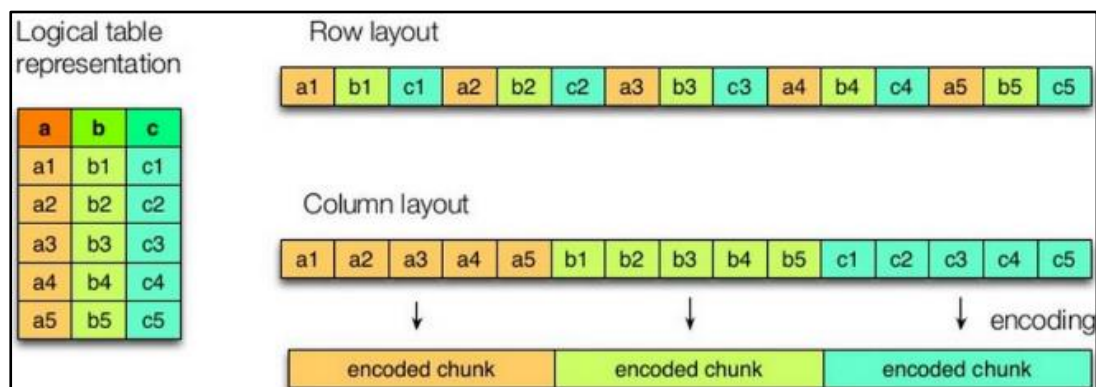 Logical table
representation
a b c
a1 b1 c1
a2 b2 c2
a3 b3 c3
a4 b4 c4
a5 b5 c5
Row layout
a1 b1 c1 a2 b2 c2 a3 b3 c3 a4 b4 c4 a5 b5 c5
Column layout
a1 a2 a3 a4 a5 b1 b2 b3 b4 b5 c1 c2 c3 c4 c5
encoding
encoded chunk encoded chunk encoded chunk